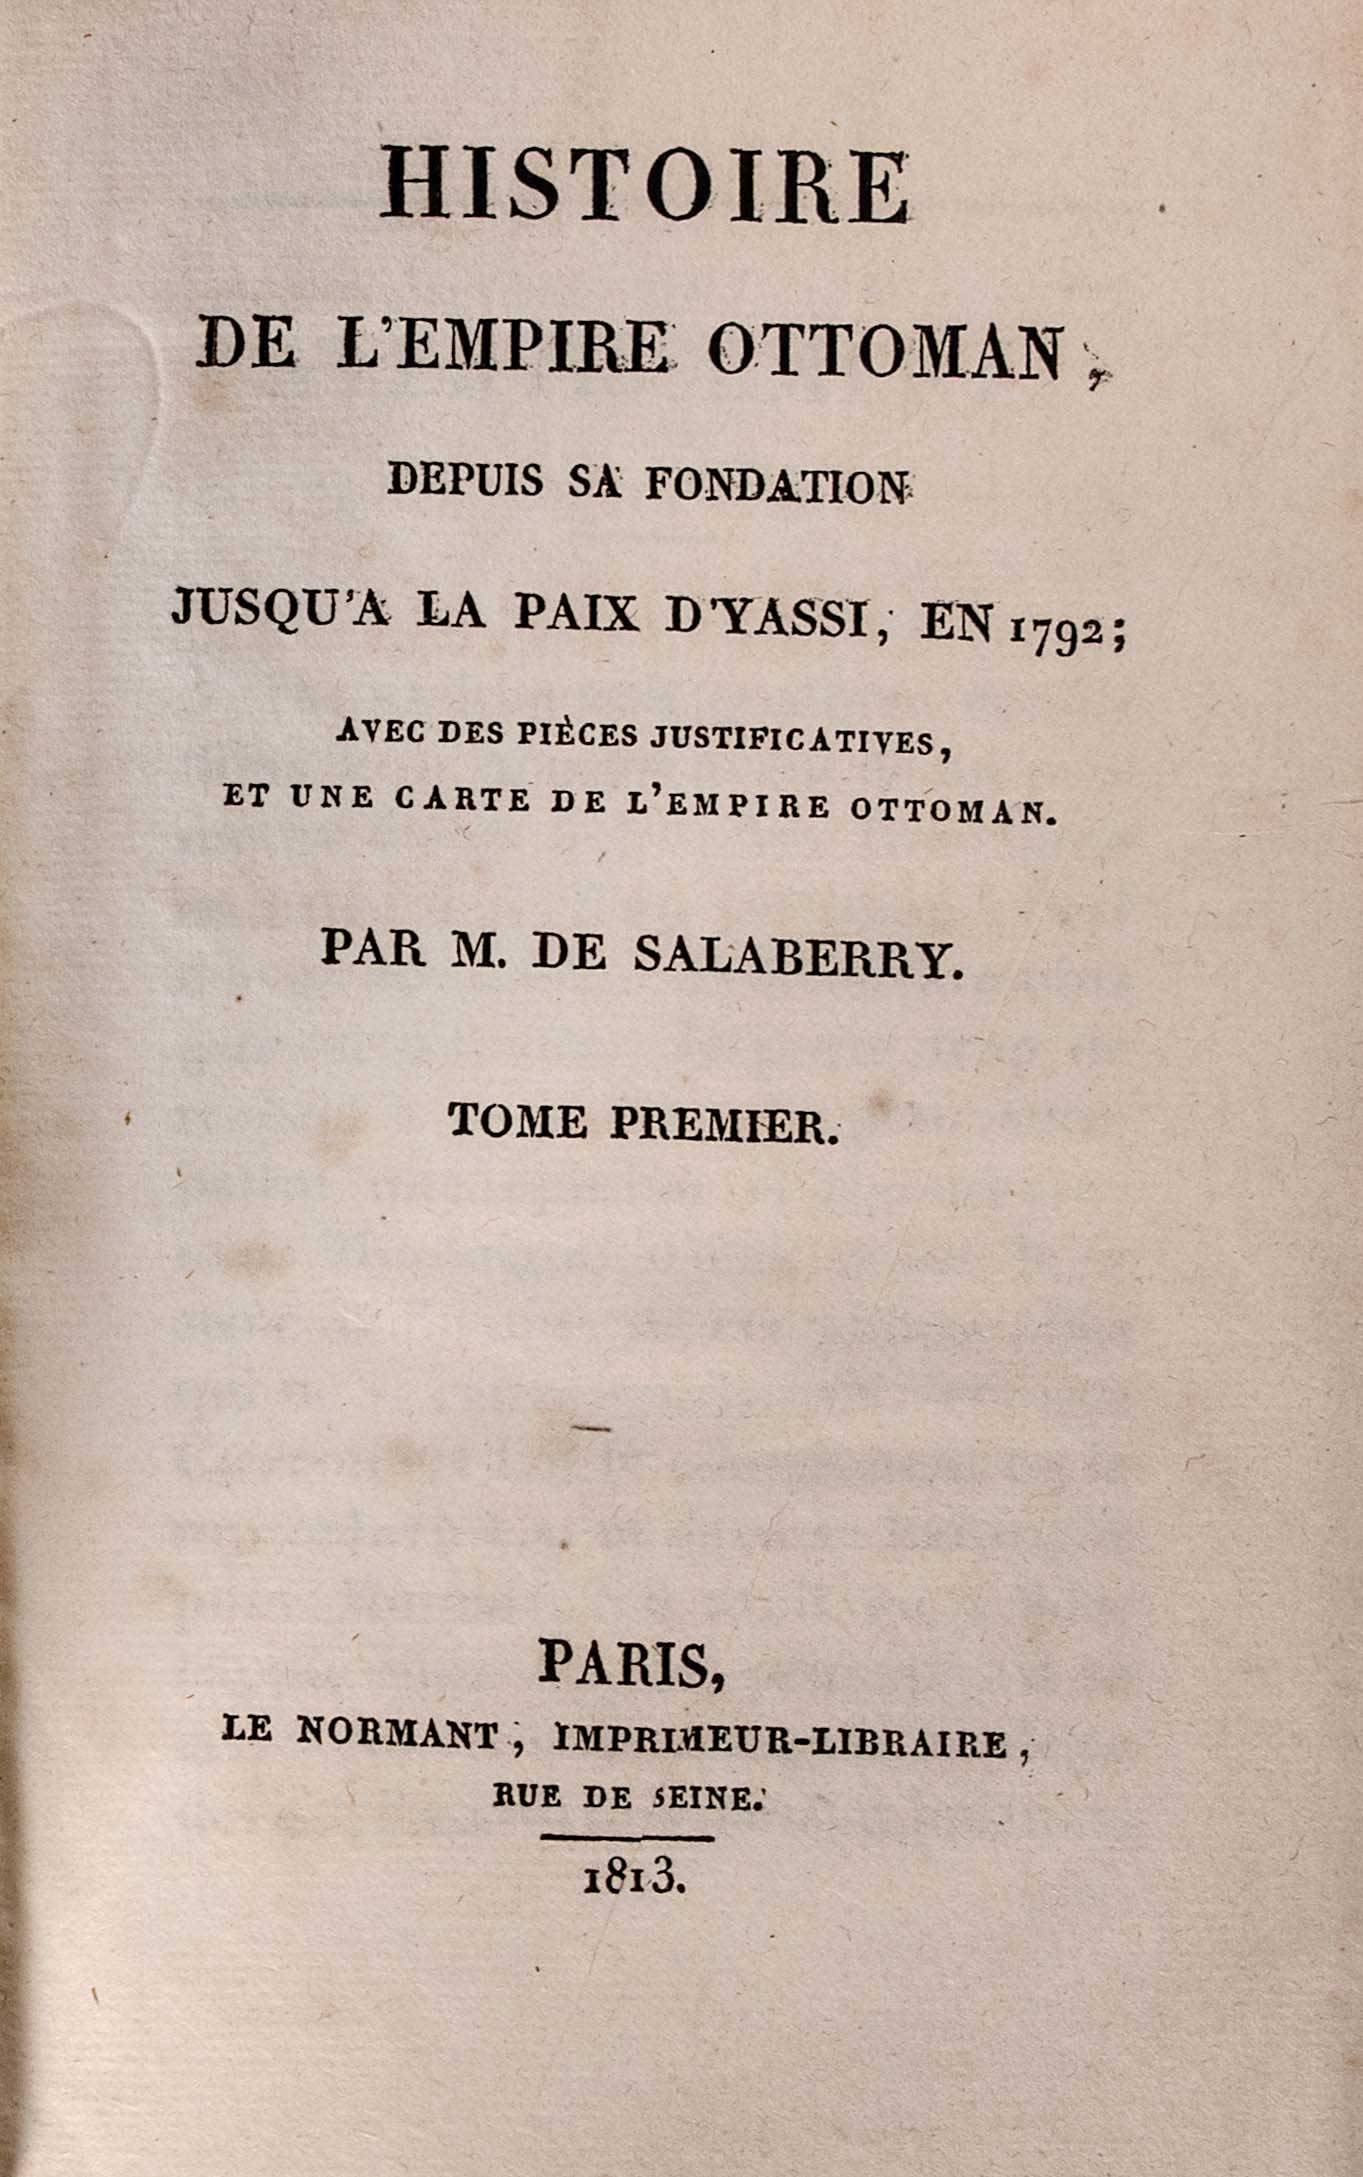 HISTOIRE
DE L'EMPIRE OTTOMAN,
DEPUIS SA FONDATION
JUSQU'A LA PAIX D'YASSI, EN 1792;
AVEC DES PIÈCES JUSTIFICATIVES,
ET UNE CARTE DE L'EMPIRE OTTOMAN.
PAR M. DE SALABERRY.
TOME PREMIER.
PARIS,
LE NORMANT, IMPRIMEUR-LIBRAIRE,
RUE DE SEINE.
1813.